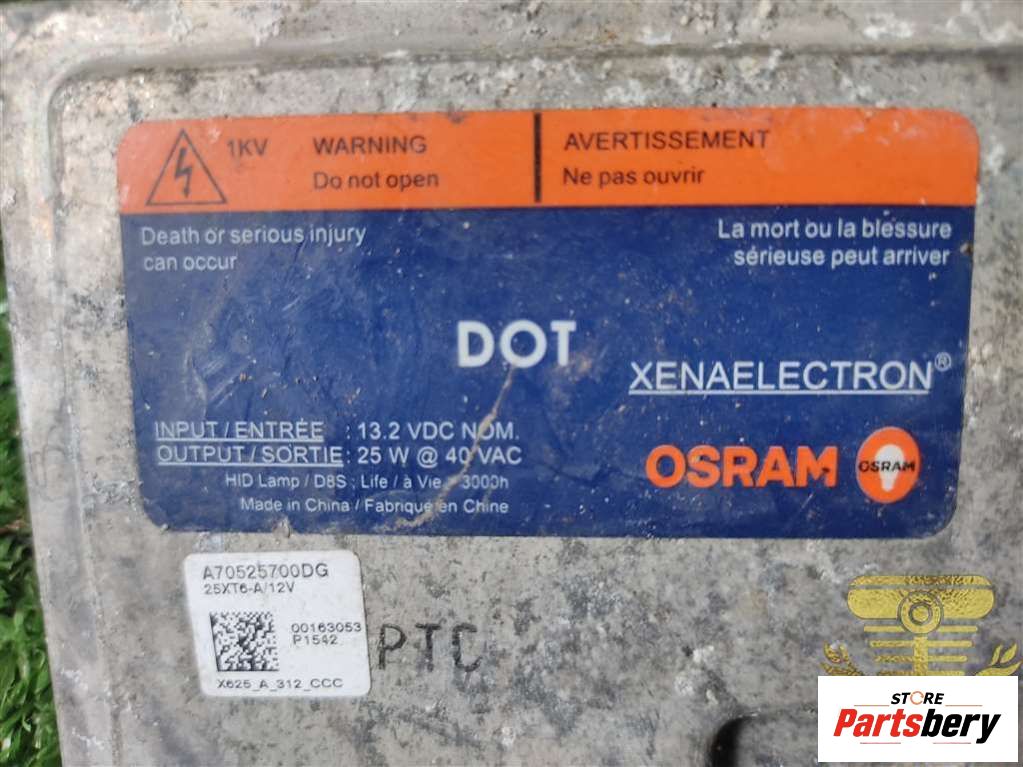 1KV
WARNING
Do not open
AVERTISSEMENT
Ne pas ouvrir
Death or serious injury
can occur
La mort ou la blessure
sérieuse peut arriver
DOT
XENAELECTRON®
INPUT / ENTRÉE : 13.2 VDC NOM.
OUTPUT / SORTIE : 25 W @ 40 VAC
HID Lamp / D8S ; Life / à Vie = 3000h
Made in China / Fabriqué en Chine
OSRAM
OSRAM
A70525700DG
25XT6-A/12V
00163053
P1542
X625_A_312_CCC
PTC
STORE
Partsbery